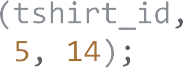 (tshirt_id,
5, 14);